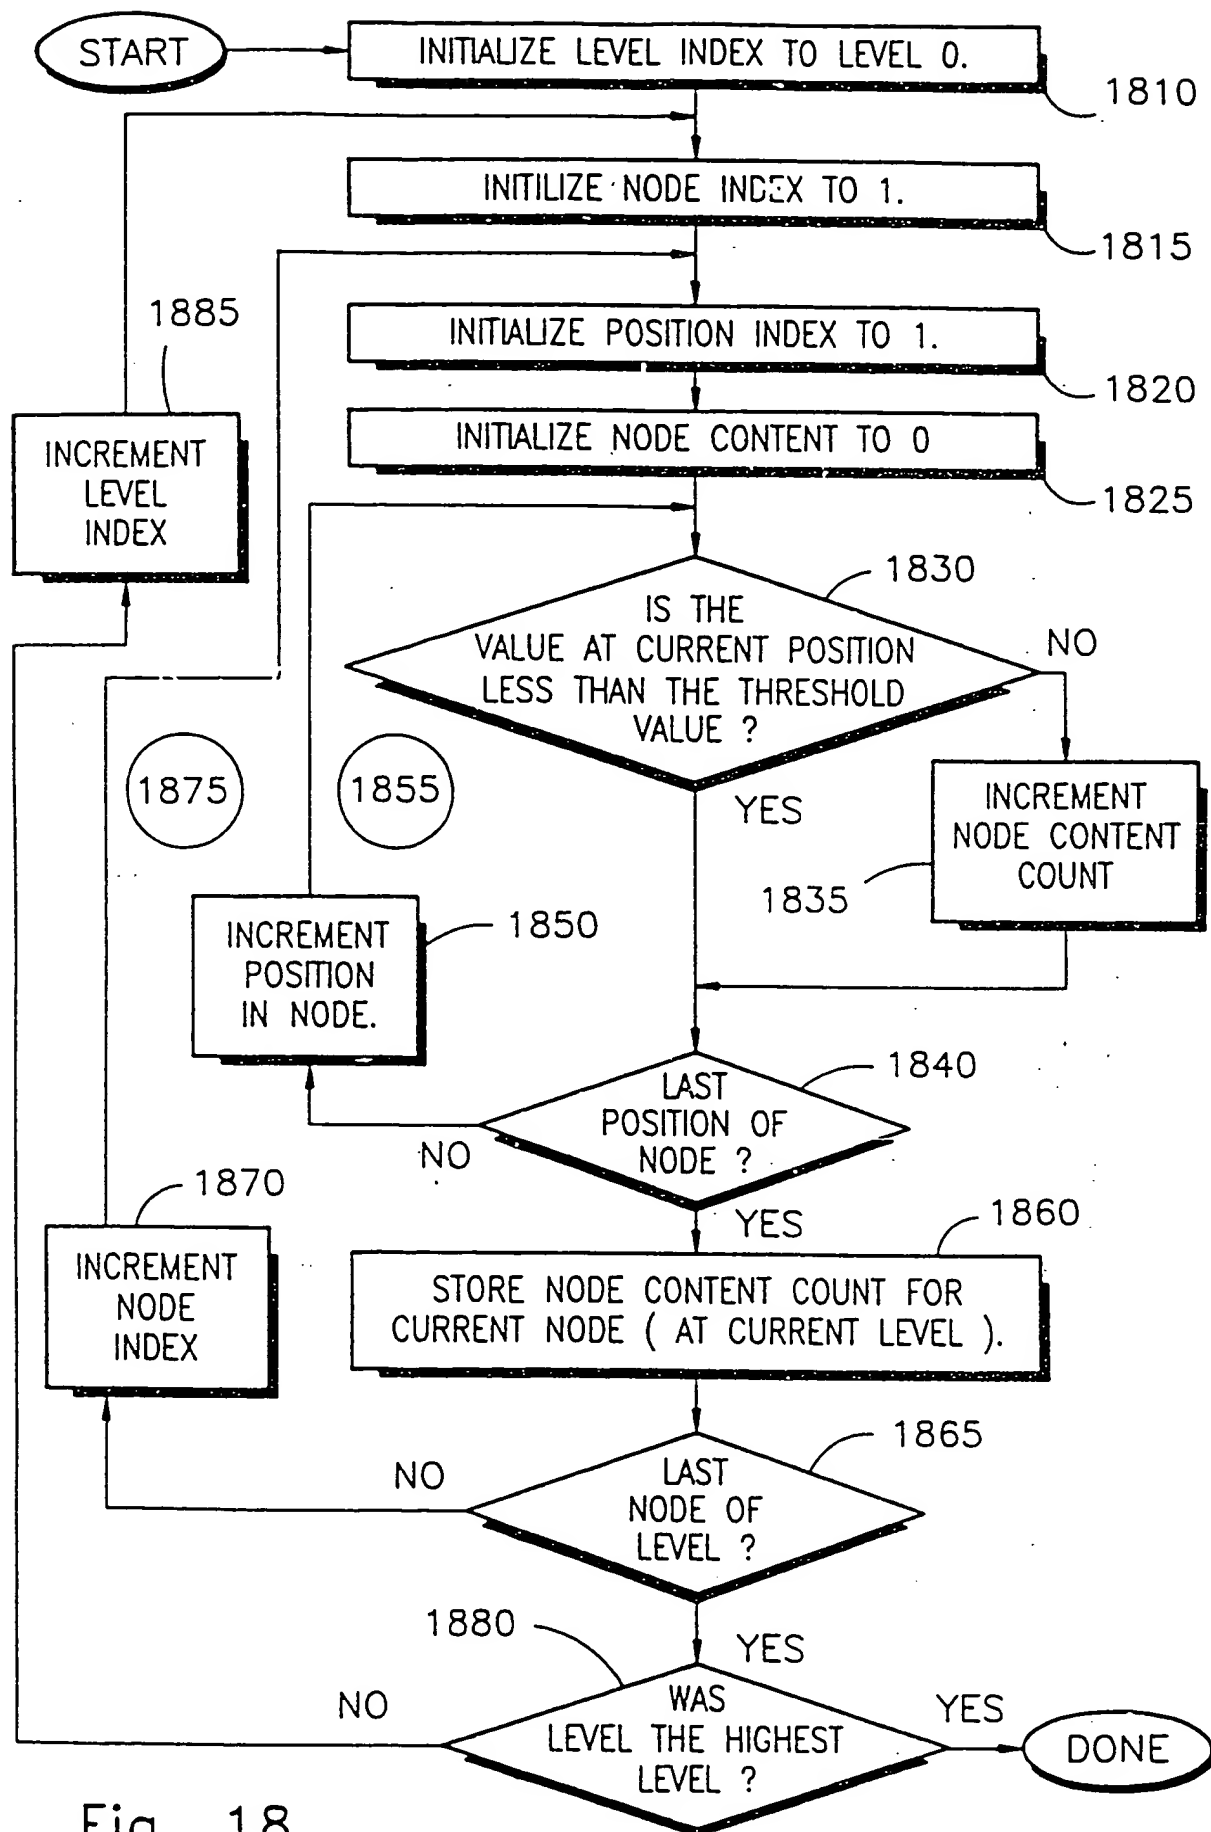 START
INITIALIZE LEVEL INDEX TO LEVEL 0.
1810
INITILIZE NODE INDEX TO 1.
1815
1885
INITIALIZE POSITION INDEX TO 1.
1820
INCREMENT
LEVEL
INDEX
INITIALIZE NODE CONTENT TO 0
1825
1830
IS THE
VALUE AT CURRENT POSITION
LESS THAN THE THRESHOLD
VALUE ?
NO
YES
1875
1855
INCREMENT
NODE CONTENT
COUNT
1835
INCREMENT
POSITION
IN NODE.
1850
1840
LAST
POSITION OF
NODE ?
NO
YES
1870
INCREMENT
NODE
INDEX
1860
STORE NODE CONTENT COUNT FOR
CURRENT NODE ( AT CURRENT LEVEL ).
1865
LAST
NODE OF
LEVEL ?
NO
YES
1880
WAS
LEVEL THE HIGHEST
LEVEL ?
NO
YES
DONE
Fig. 18